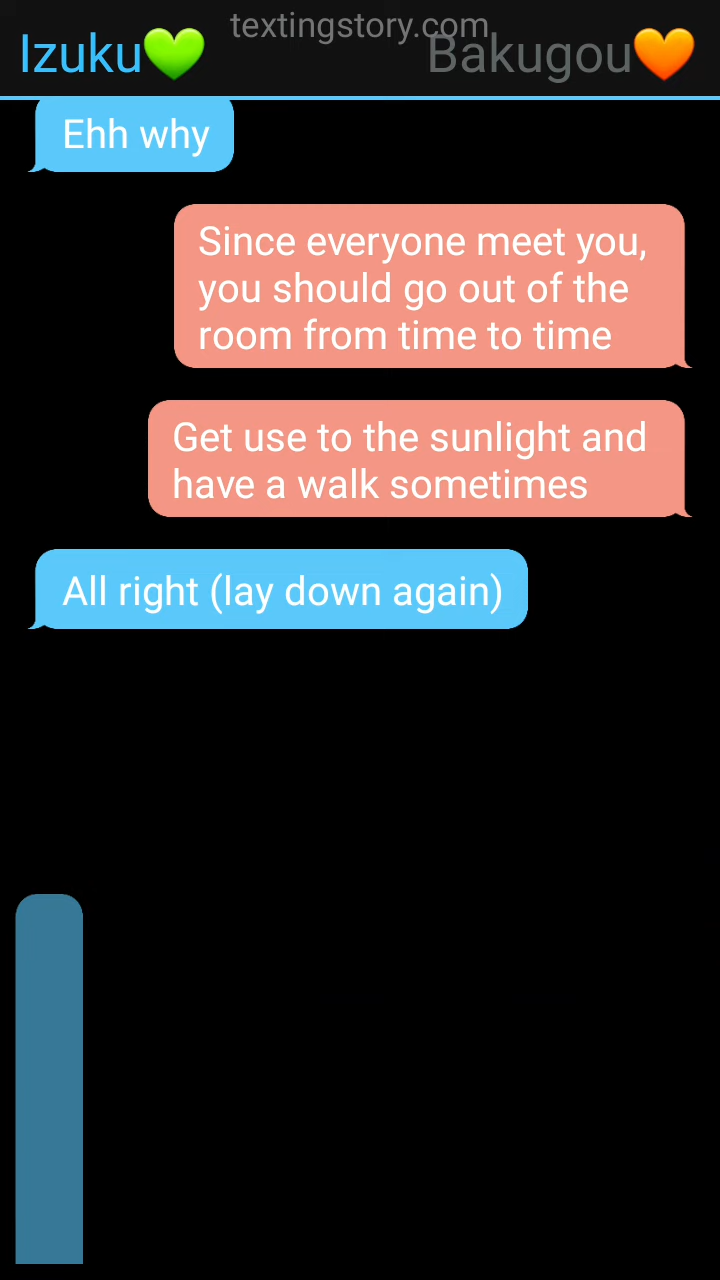 textingstory.com
Izuku💚 Bakugou🧡
Ehh why
Since everyone meet you,
you should go out of the
room from time to time
Get use to the sunlight and
have a walk sometimes
All right (lay down again)